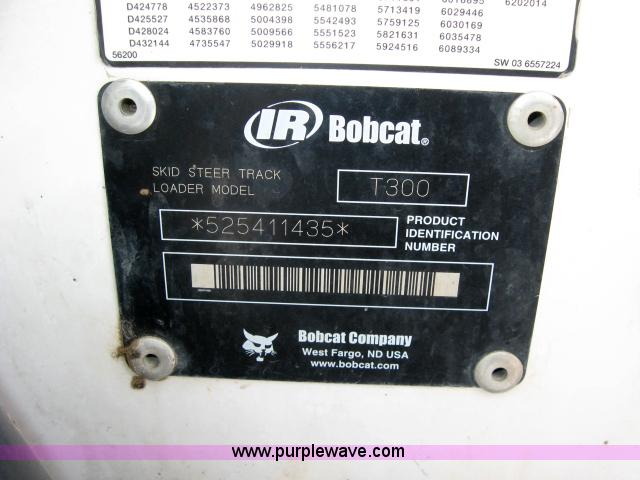 6202014
D424778 4522373 4962825 5481078 5713419 6029446
D425527 4535868 5004398 5542493 5759125 6030169
D428024 4583760 5009566 5551523 5821631 6035478
D432144 4735547 5029918 5556217 5924516 6089334
56200 SW 03 6557224
IR Bobcat®
SKID STEER TRACK
LOADER MODEL T300
*525411435* PRODUCT
IDENTIFICATION
NUMBER
Bobcat Company
West Fargo, ND USA
www.bobcat.com
www.purplewave.com